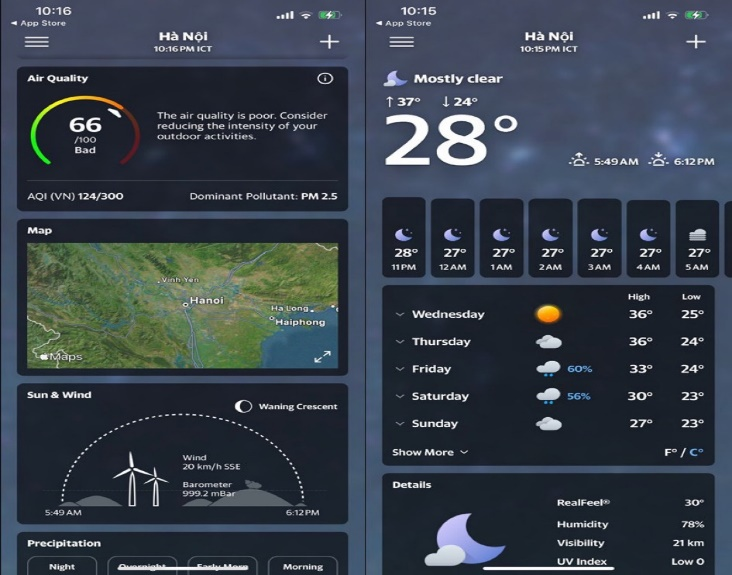 10:16
App Store
Hà Nội
10:16 PM ICT
Air Quality
66
/100
Bad
The air quality is poor. Consider
reducing the intensity of your
outdoor activities.
AQI (VN) 124/300
Dominant Pollutant: PM 2.5
Map
Vinh Yen
Hanoi
Ha Long
Haiphong
Maps
Sun & Wind
Waning Crescent
Wind
20 km/h SSE
Barometer
999.2 mBar
5:49 AM
6:12 PM
Precipitation
Night
Overnight
Early Morn
Morning
10:15
App Store
Hà Nội
10:15 PM ICT
Mostly clear
↑ 37° ↓ 24°
28°
5:49 AM
6:12 PM
28° 27° 27° 27° 27° 27° 27°
11 PM 12 AM 1 AM 2 AM 3 AM 4 AM 5 AM
High Low
Wednesday 36° 25°
Thursday 36° 24°
Friday 60% 33° 24°
Saturday 56% 30° 23°
Sunday 27° 23°
Show More
F° / C°
Details
RealFeel® 30°
Humidity 78%
Visibility 21 km
UV Index Low 0